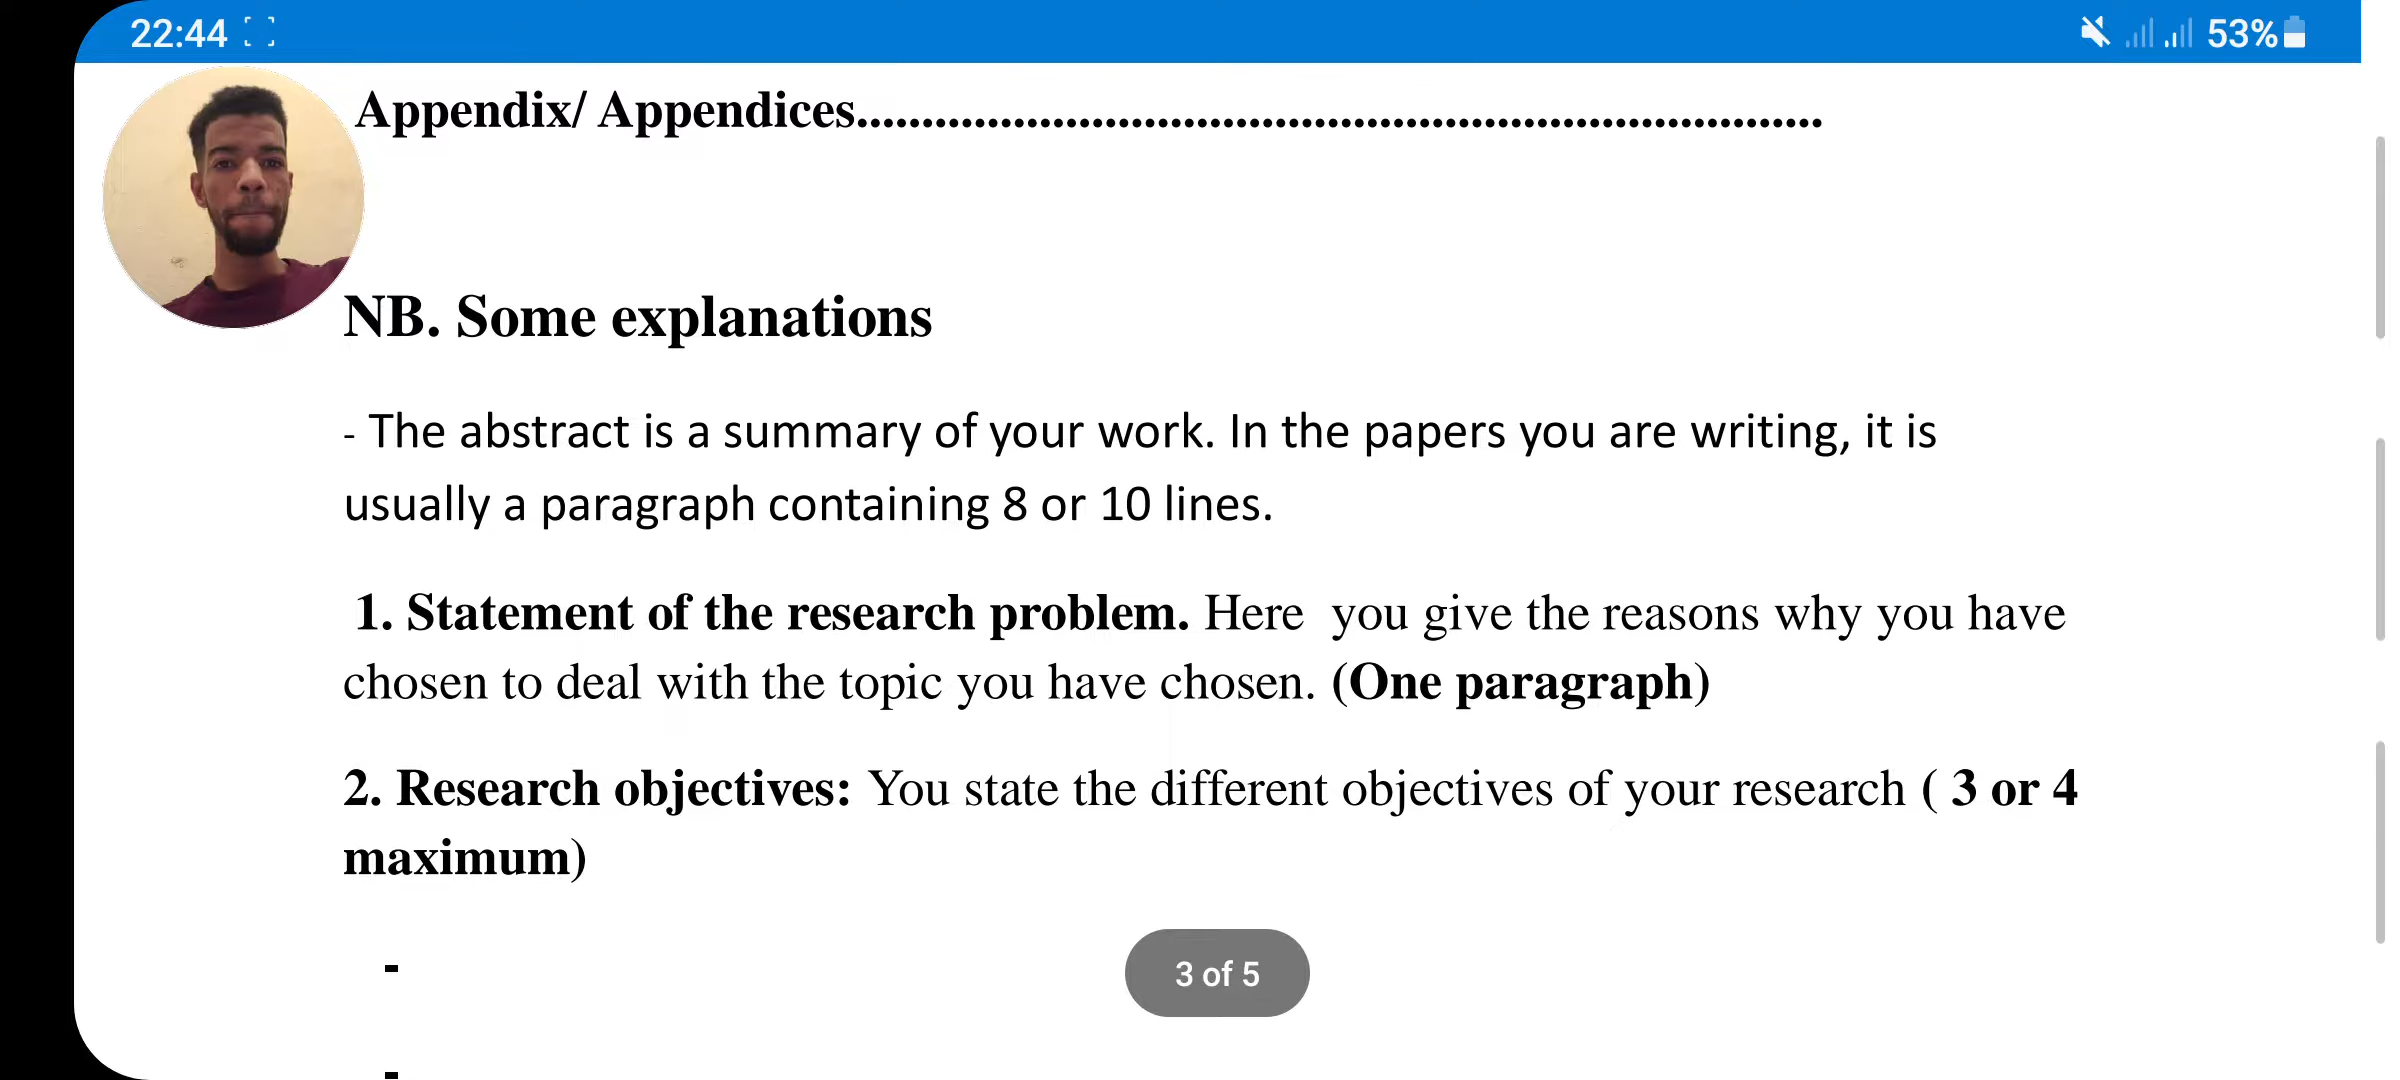 22:44 53%
Appendix/ Appendices..........................................................................
NB. Some explanations
- The abstract is a summary of your work. In the papers you are writing, it is
usually a paragraph containing 8 or 10 lines.
1. Statement of the research problem. Here  you give the reasons why you have
chosen to deal with the topic you have chosen. (One paragraph)
2. Research objectives: You state the different objectives of your research ( 3 or 4
maximum)
-
3 of 5
-